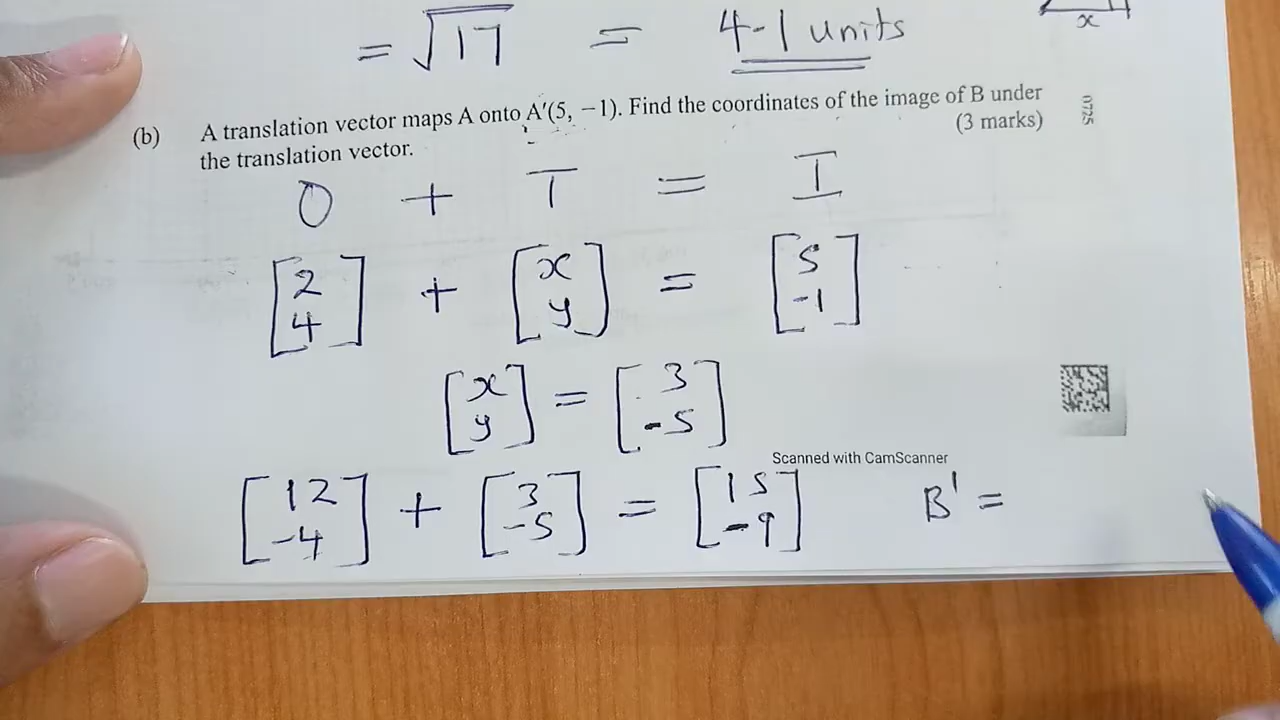 x
= √17 = 4.1 units
(b) A translation vector maps A onto A′(5, −1). Find the coordinates of the image of B under
the translation vector. (3 marks)
0725
O + T = I
[2 4] + [x y] = [5 -1]
[x y] = [3 -5]
Scanned with CamScanner
[12 -4] + [3 -5] = [15 -9] B' =